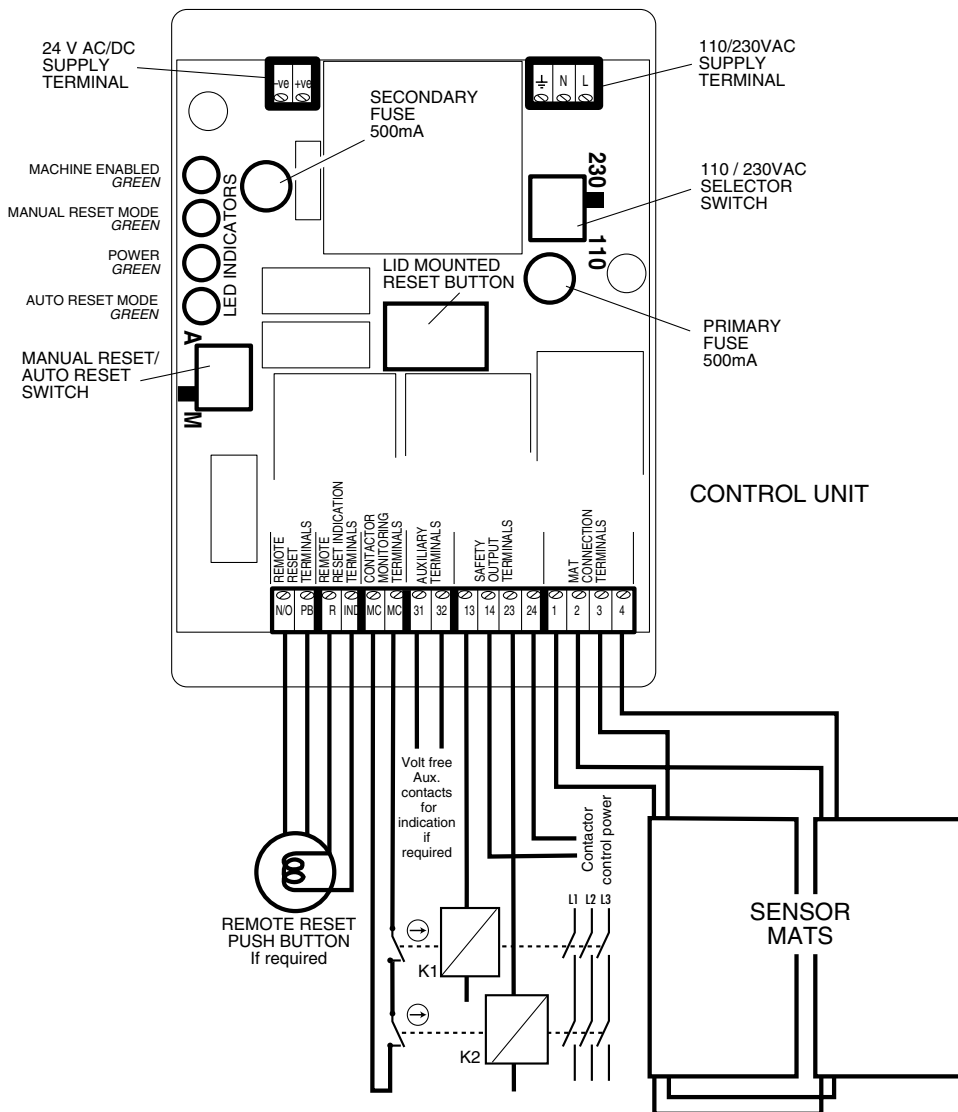 24 V AC/DC
SUPPLY
TERMINAL
-ve
+ve
N
L
110/230VAC
SUPPLY
TERMINAL
SECONDARY
FUSE
500mA
MACHINE ENABLED
GREEN
MANUAL RESET MODE
GREEN
POWER
GREEN
AUTO RESET MODE
GREEN
LED INDICATORS
230
110
110 / 230VAC
SELECTOR
SWITCH
LID MOUNTED
RESET BUTTON
PRIMARY
FUSE
500mA
A
M
MANUAL RESET/
AUTO RESET
SWITCH
CONTROL UNIT
REMOTE
RESET
TERMINALS
REMOTE
RESET INDICATION
TERMINALS
CONTACTOR
MONITORING
TERMINALS
AUXILIARY
TERMINALS
SAFETY
OUTPUT
TERMINALS
MAT
CONNECTION
TERMINALS
N/O PB R IND MC MC 31 32 13 14 23 24 1 2 3 4
Volt free
Aux.
contacts
for
indication
if
required
Contactor
control power
L1 L2 L3
REMOTE RESET
PUSH BUTTON
If required
K1
K2
SENSOR
MATS